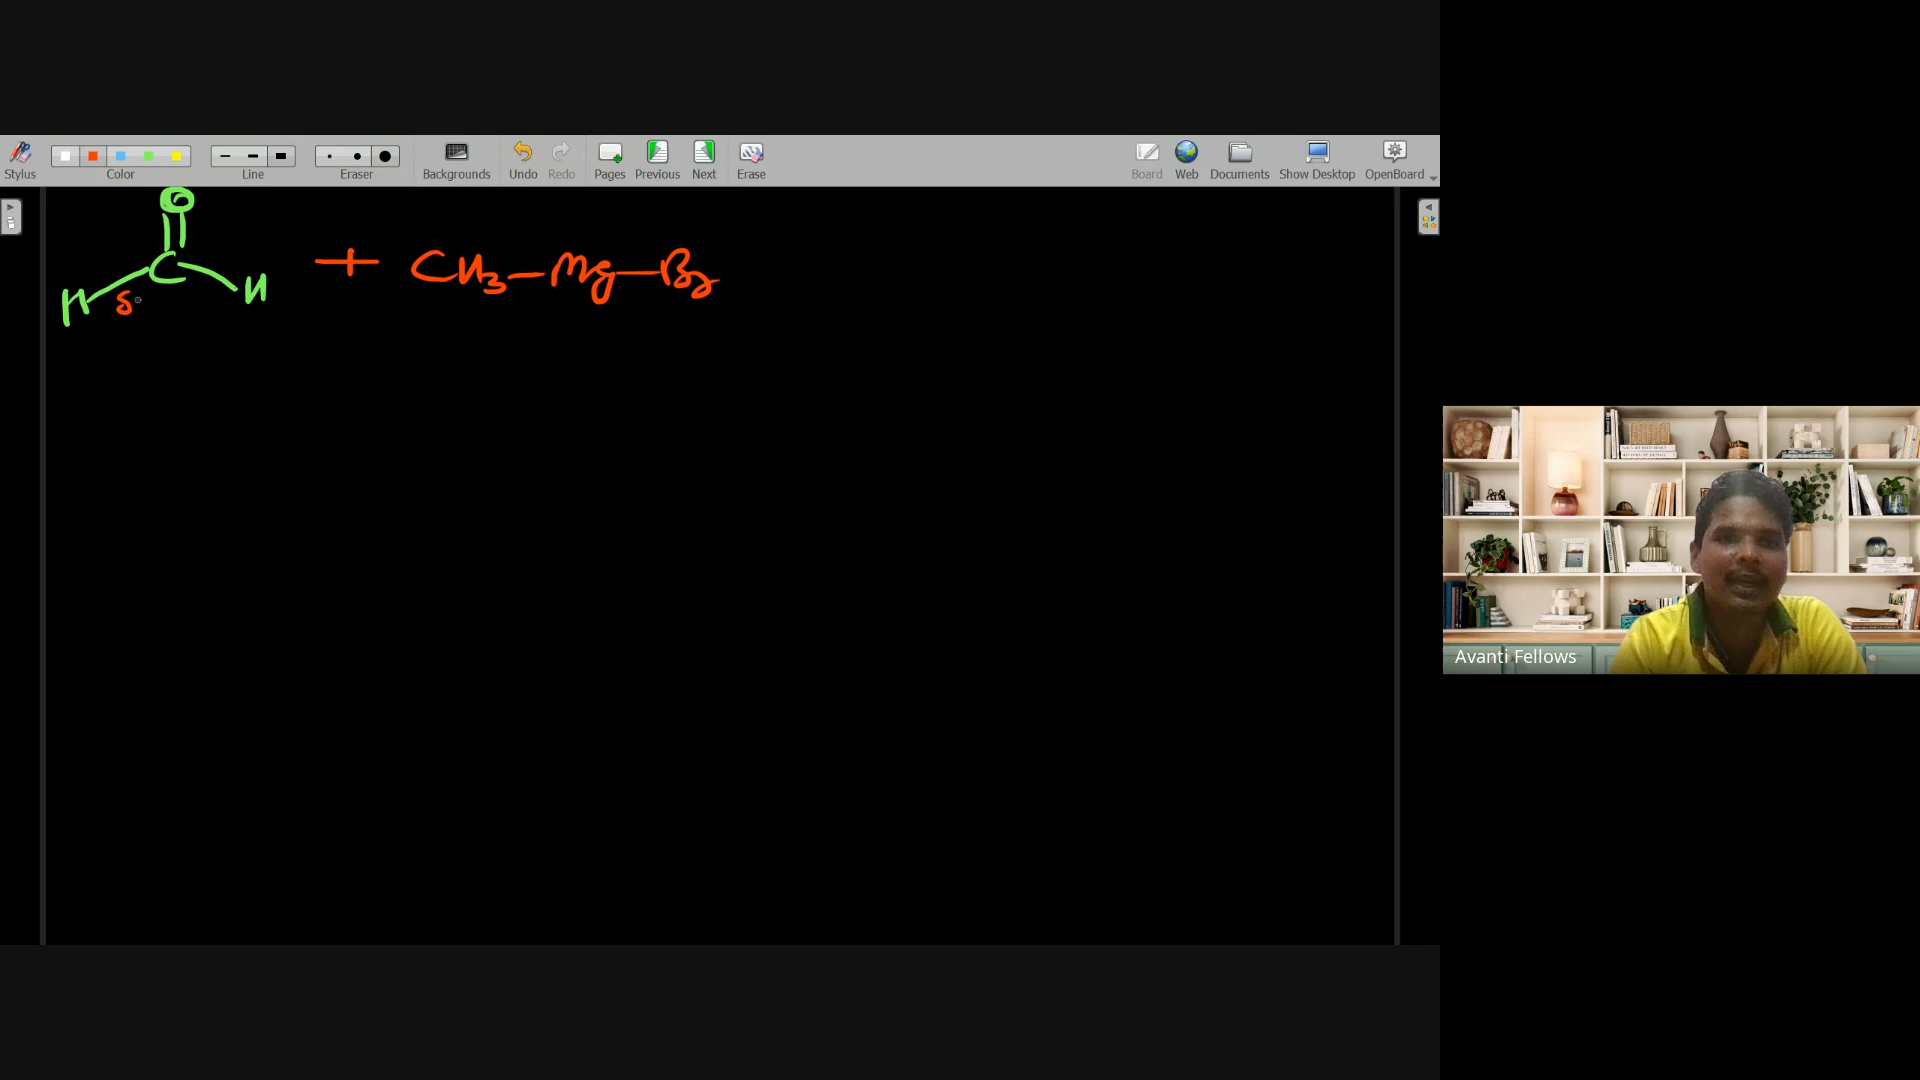 Stylus Color Line Eraser Backgrounds Undo Redo Pages Previous Next Erase Board Web Documents Show Desktop OpenBoard
O
C
H H
δ
+ CH3—Mg—Br
Avanti Fellows